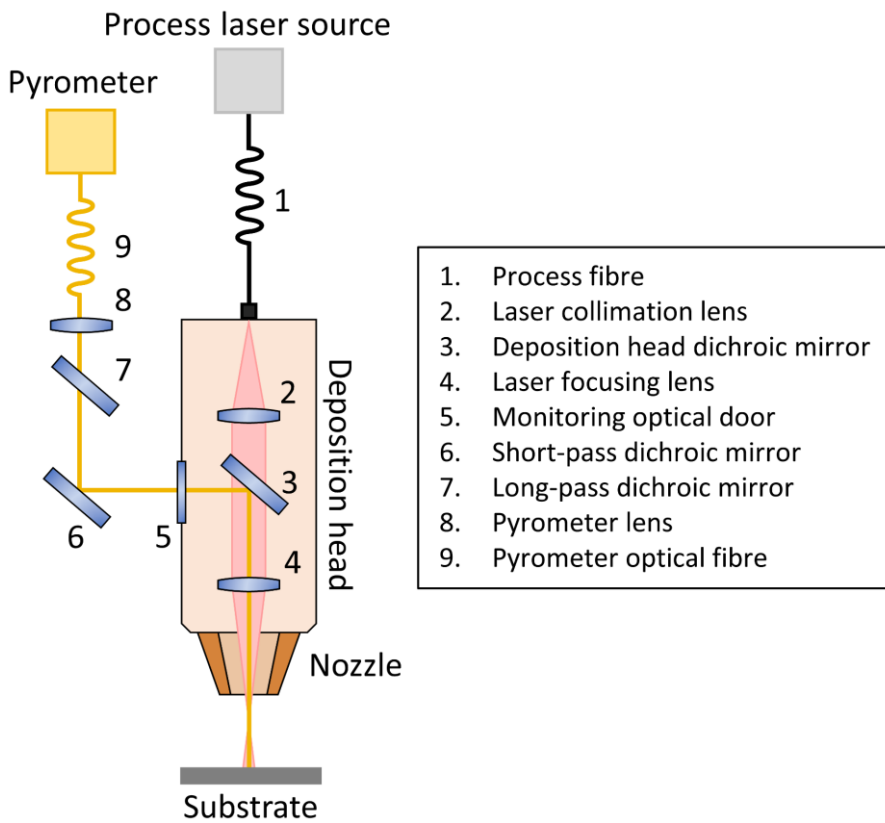 Process laser source
Pyrometer
1
9
8
7
2
3
6
5
4
Deposition head
Nozzle
Substrate
1. Process fibre
2. Laser collimation lens
3. Deposition head dichroic mirror
4. Laser focusing lens
5. Monitoring optical door
6. Short-pass dichroic mirror
7. Long-pass dichroic mirror
8. Pyrometer lens
9. Pyrometer optical fibre